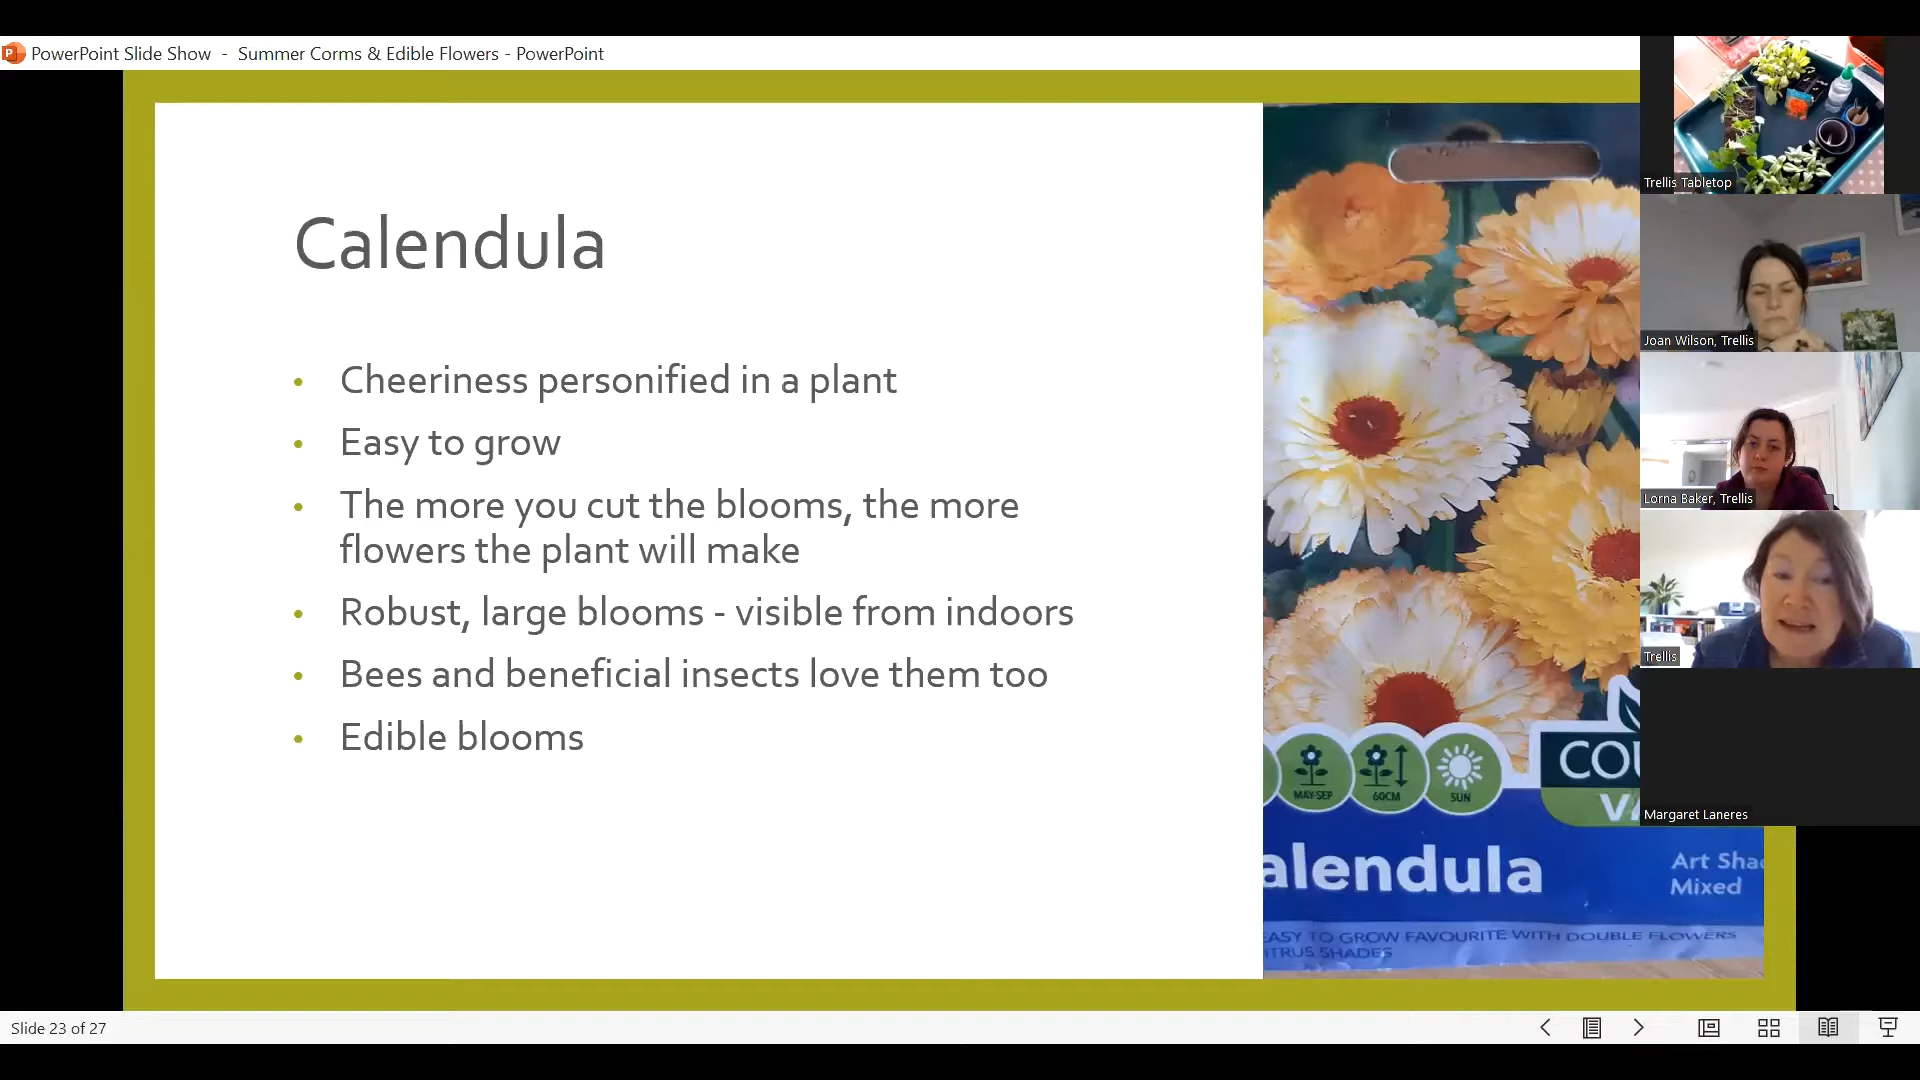 PowerPoint Slide Show - Summer Corms & Edible Flowers - PowerPoint
Calendula
• Cheeriness personified in a plant
• Easy to grow
• The more you cut the blooms, the more
flowers the plant will make
• Robust, large blooms - visible from indoors
• Bees and beneficial insects love them too
• Edible blooms
MAY-SEP
60CM
SUN
COU
VA
alendula
Art Shad
Mixed
EASY TO GROW FAVOURITE WITH DOUBLE FLOWERS
ITRUS SHADES
Trellis Tabletop
Joan Wilson, Trellis
Lorna Baker, Trellis
Trellis
Margaret Laneres
Slide 23 of 27